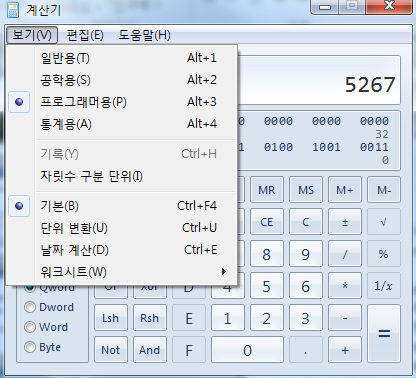 계산기
보기(V) 편집(E) 도움말(H)
일반용(T) Alt+1
공학용(S) Alt+2
프로그래머용(P) Alt+3
통계용(A) Alt+4
기록(Y) Ctrl+H
자릿수 구분 단위(I)
기본(B) Ctrl+F4
단위 변환(U) Ctrl+U
날짜 계산(D) Ctrl+E
워크시트(W)
5267
0000 0000 0000
32
0100 1001 0011
0
MR MS M+ M-
CE C ± √
8 9 / %
Qword D 4 5 6 * 1/x
Dword Lsh Rsh E 1 2 3 - =
Word
Byte Not And F 0 . +